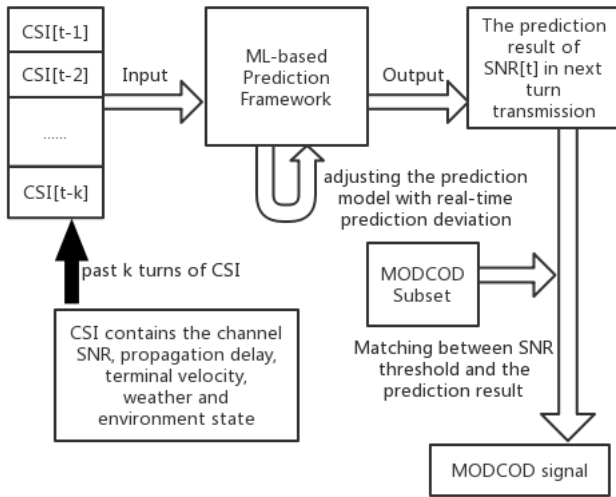 CSI[t-1]
CSI[t-2]
......
CSI[t-k]
Input
ML-based
Prediction
Framework
Output
The prediction
result of
SNR[t] in next
turn
transmission
adjusting the prediction
model with real-time
prediction deviation
past k turns of CSI
MODCOD
Subset
CSI contains the channel
SNR, propagation delay,
terminal velocity,
weather and
environment state
Matching between SNR
threshold and the
prediction result
MODCOD signal